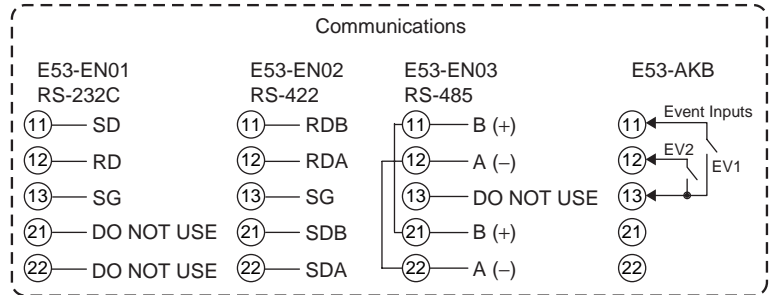 Communications
E53-EN01
RS-232C
11 SD
12 RD
13 SG
21 DO NOT USE
22 DO NOT USE
E53-EN02
RS-422
11 RDB
12 RDA
13 SG
21 SDB
22 SDA
E53-EN03
RS-485
11 B (+)
12 A (−)
13 DO NOT USE
21 B (+)
22 A (−)
E53-AKB
11 Event Inputs
12 EV2 EV1
13
21
22